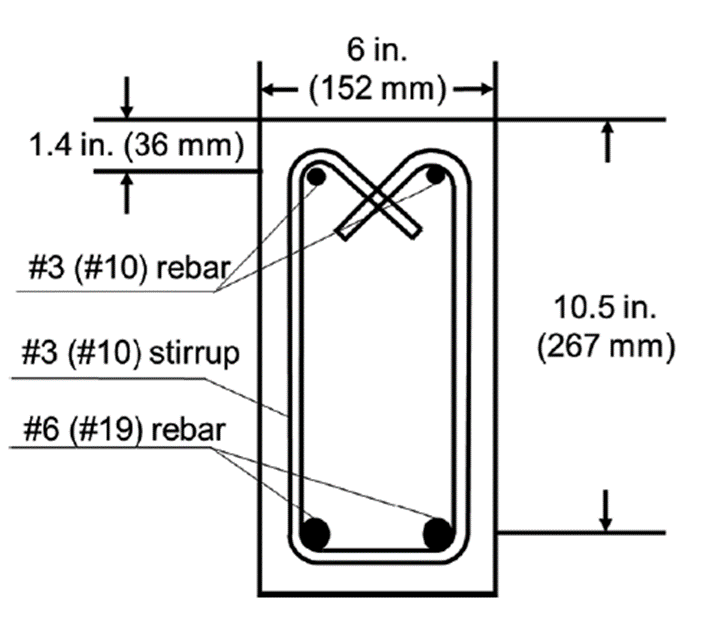 6 in.
(152 mm)
1.4 in. (36 mm)
#3 (#10) rebar
10.5 in.
(267 mm)
#3 (#10) stirrup
#6 (#19) rebar